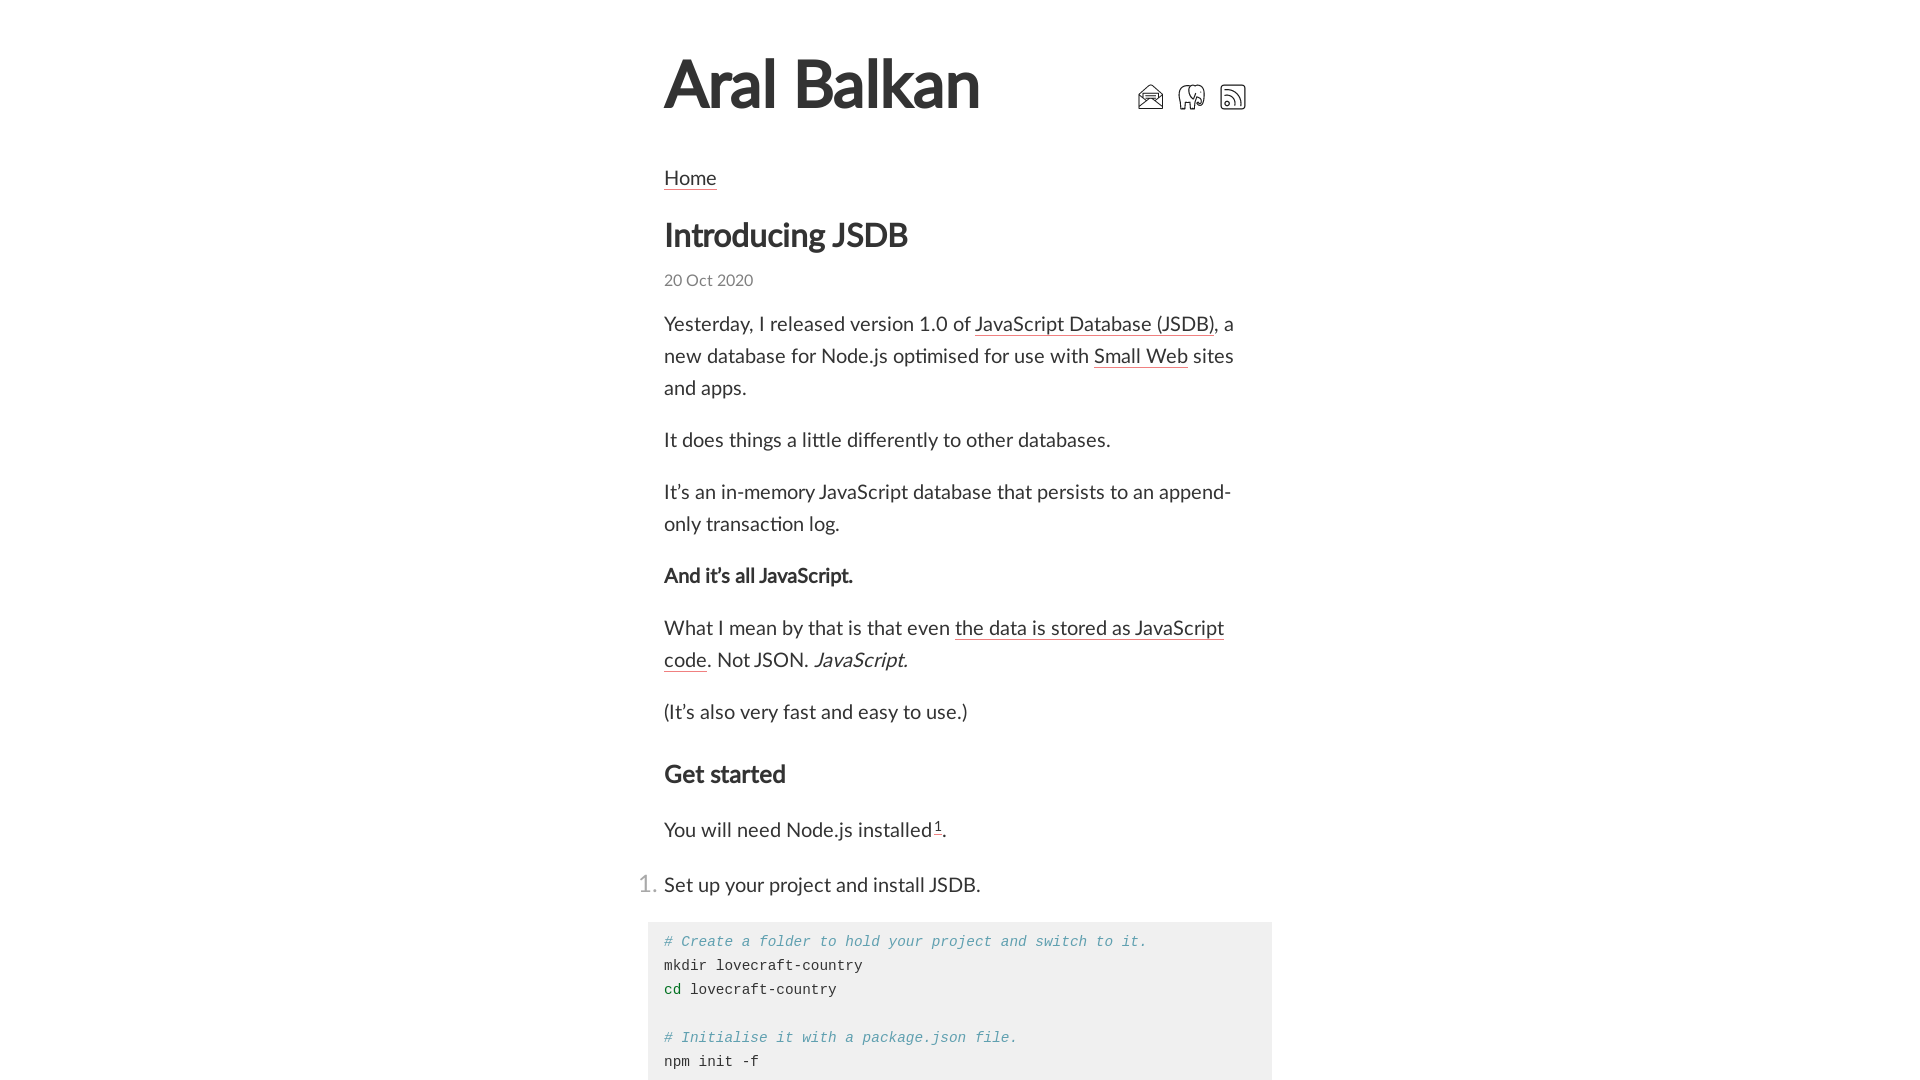 Aral Balkan
Home
Introducing JSDB
20 Oct 2020
Yesterday, I released version 1.0 of JavaScript Database (JSDB), a
new database for Node.js optimised for use with Small Web sites
and apps.
It does things a little differently to other databases.
It’s an in-memory JavaScript database that persists to an append-
only transaction log.
And it’s all JavaScript.
What I mean by that is that even the data is stored as JavaScript
code. Not JSON. JavaScript.
(It’s also very fast and easy to use.)
Get started
You will need Node.js installed1.
1. Set up your project and install JSDB.
# Create a folder to hold your project and switch to it.
mkdir lovecraft-country
cd lovecraft-country
# Initialise it with a package.json file.
npm init -f